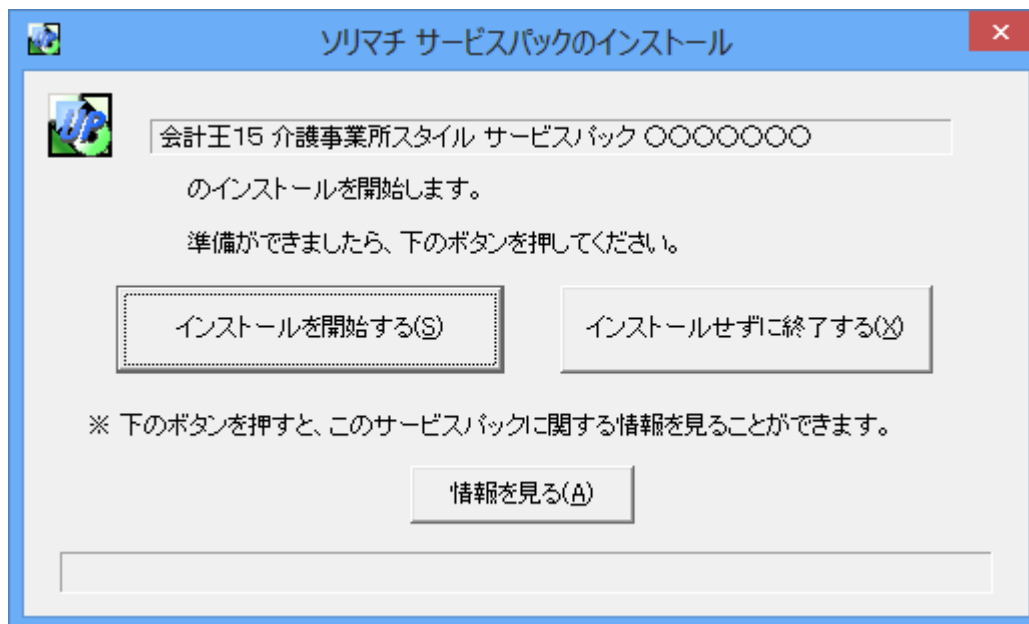 ソリマチ サービスパックのインストール
UP
会計王15 介護事業所スタイル サービスパック 〇〇〇〇〇〇〇
のインストールを開始します。
準備ができましたら、下のボタンを押してください。
インストールを開始する(S) インストールせずに終了する(X)
※ 下のボタンを押すと、このサービスパックに関する情報を見ることができます。
情報を見る(A)